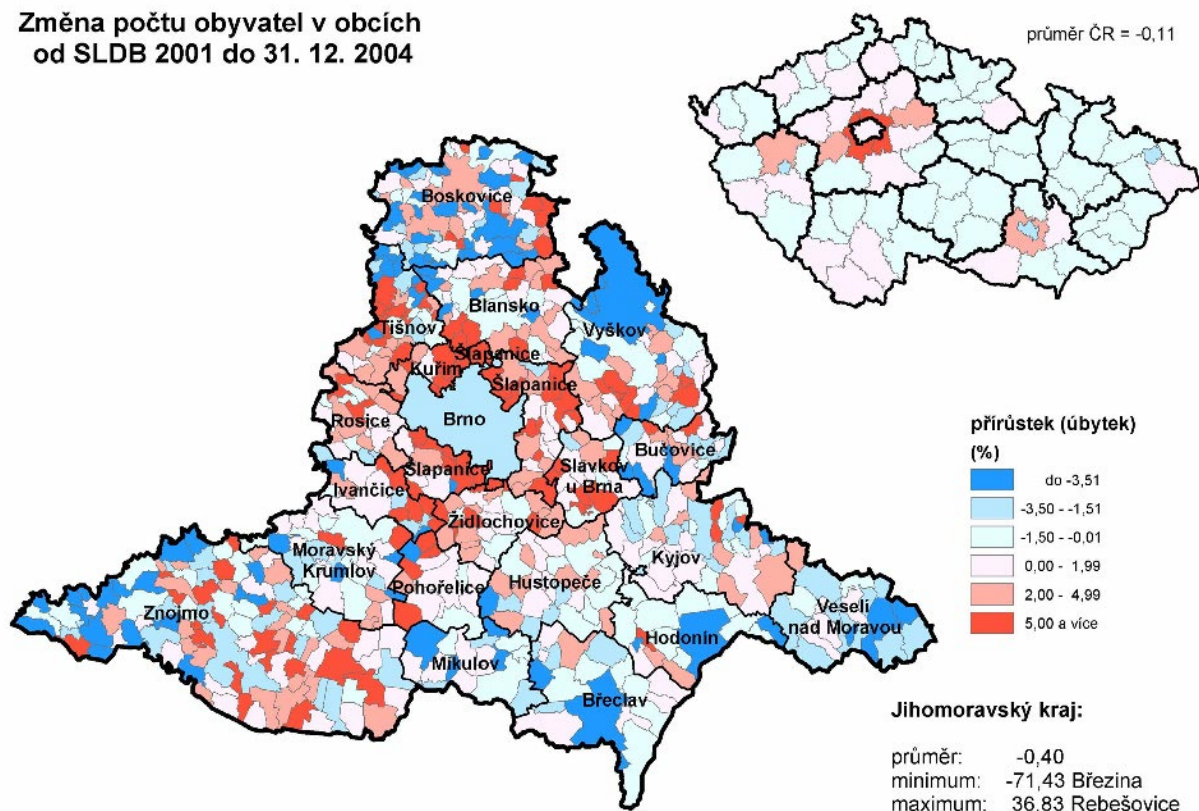 Změna počtu obyvatel v obcích
od SLDB 2001 do 31. 12. 2004
průměr ČR = -0,11
Boskovice
Blansko
Vyškov
Tišnov
Šlapanice
Kuřim
Šlapanice
Brno
Rosice
Bučovice
Slavkov
u Brna
Šlapanice
Ivančice
Židlochovice
Moravský
Krumlov
Kyjov
Pohořelice
Hustopeče
Znojmo
Veselí
nad Moravou
Hodonín
Mikulov
Břeclav
přírůstek (úbytek)
(%)
do -3,51
-3,50 - -1,51
-1,50 - -0,01
0,00 - 1,99
2,00 - 4,99
5,00 a více
Jihomoravský kraj:
průměr: -0,40
minimum: -71,43 Březina
maximum: 36,83 Rebešovice